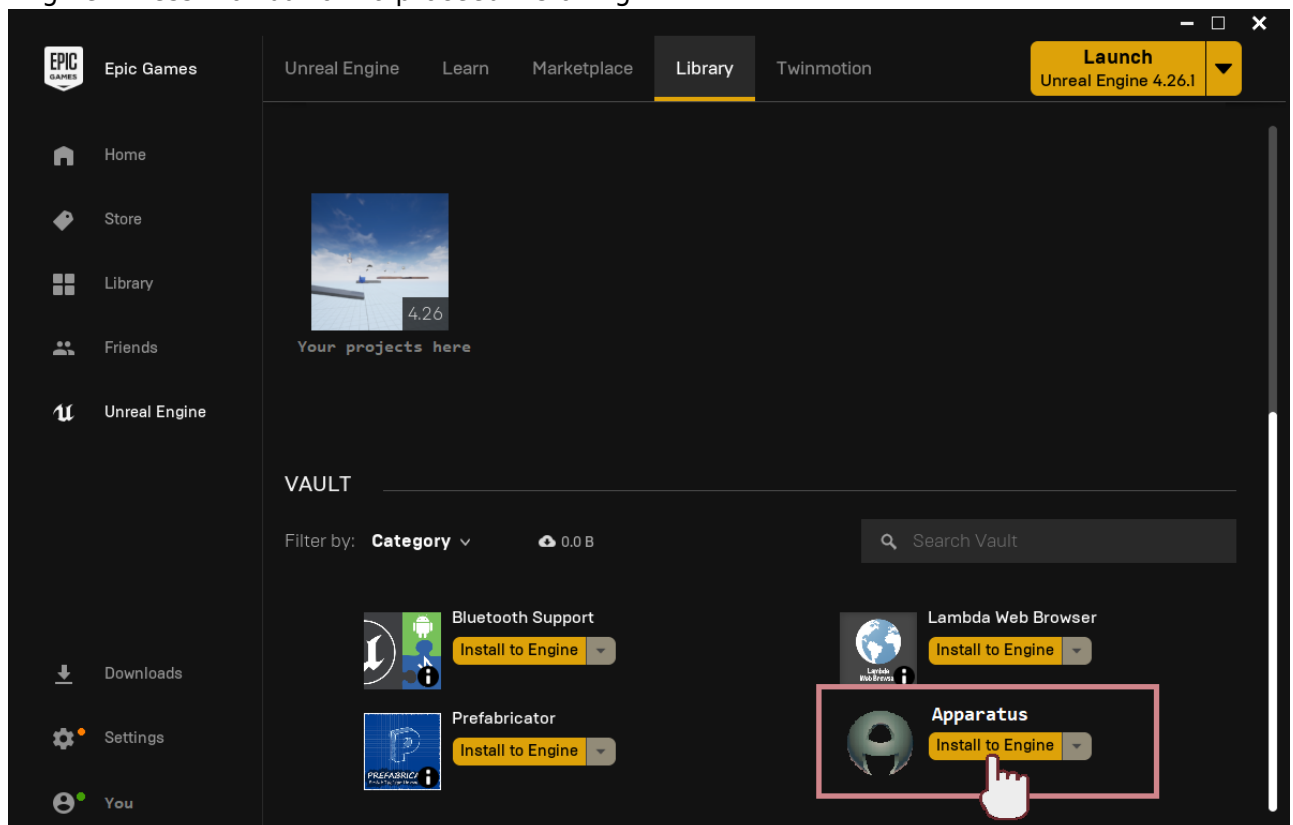 EPIC
GAMES
Epic Games
Unreal Engine
Learn
Marketplace
Library
Twinmotion
Launch
Unreal Engine 4.26.1
Home
Store
Library
Friends
Unreal Engine
4.26
Your projects here
VAULT
Filter by: Category
0.0 B
Search Vault
Bluetooth Support
Install to Engine
Lambda Web Browser
Install to Engine
Prefabricator
Install to Engine
Apparatus
Install to Engine
Downloads
Settings
You